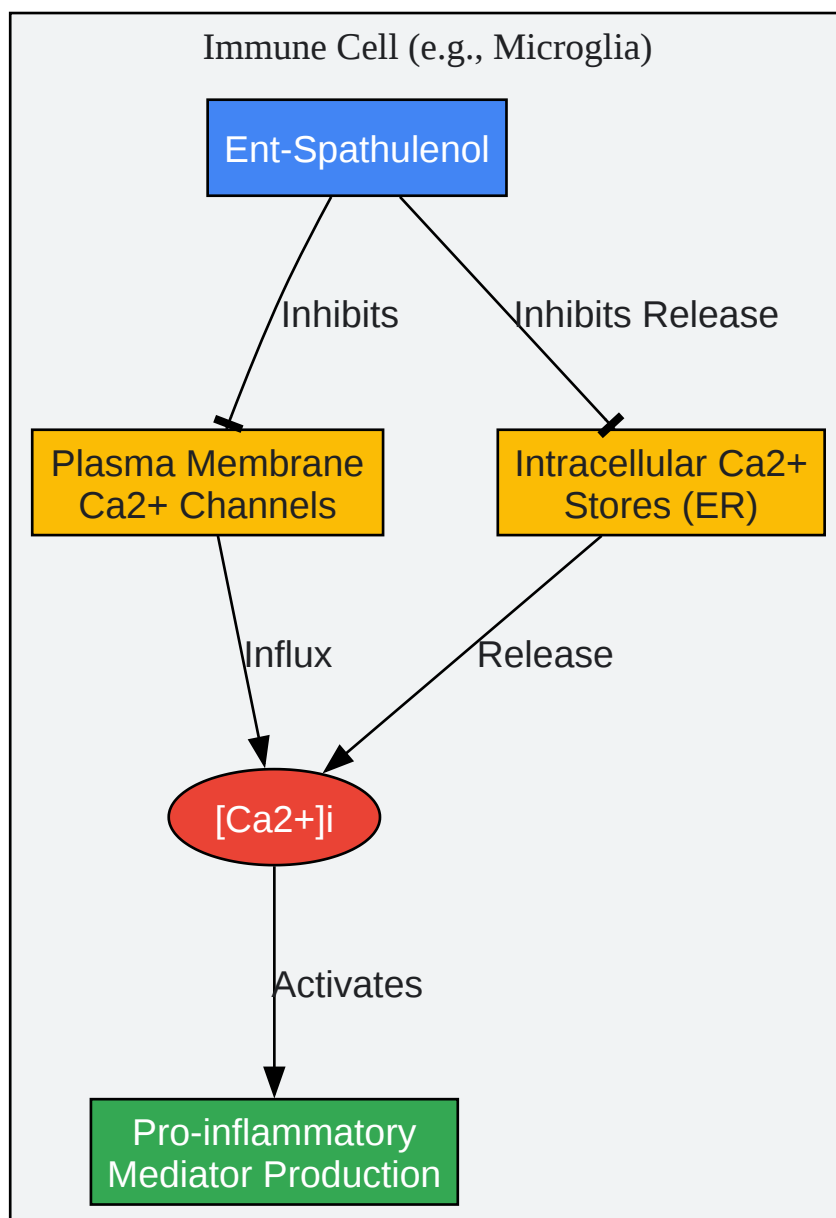 Immune Cell (e.g., Microglia)
Ent-Spathulenol
Inhibits
Inhibits Release
Plasma Membrane
Ca2+ Channels
Intracellular Ca2+
Stores (ER)
Influx
Release
[Ca2+]i
Activates
Pro-inflammatory
Mediator Production